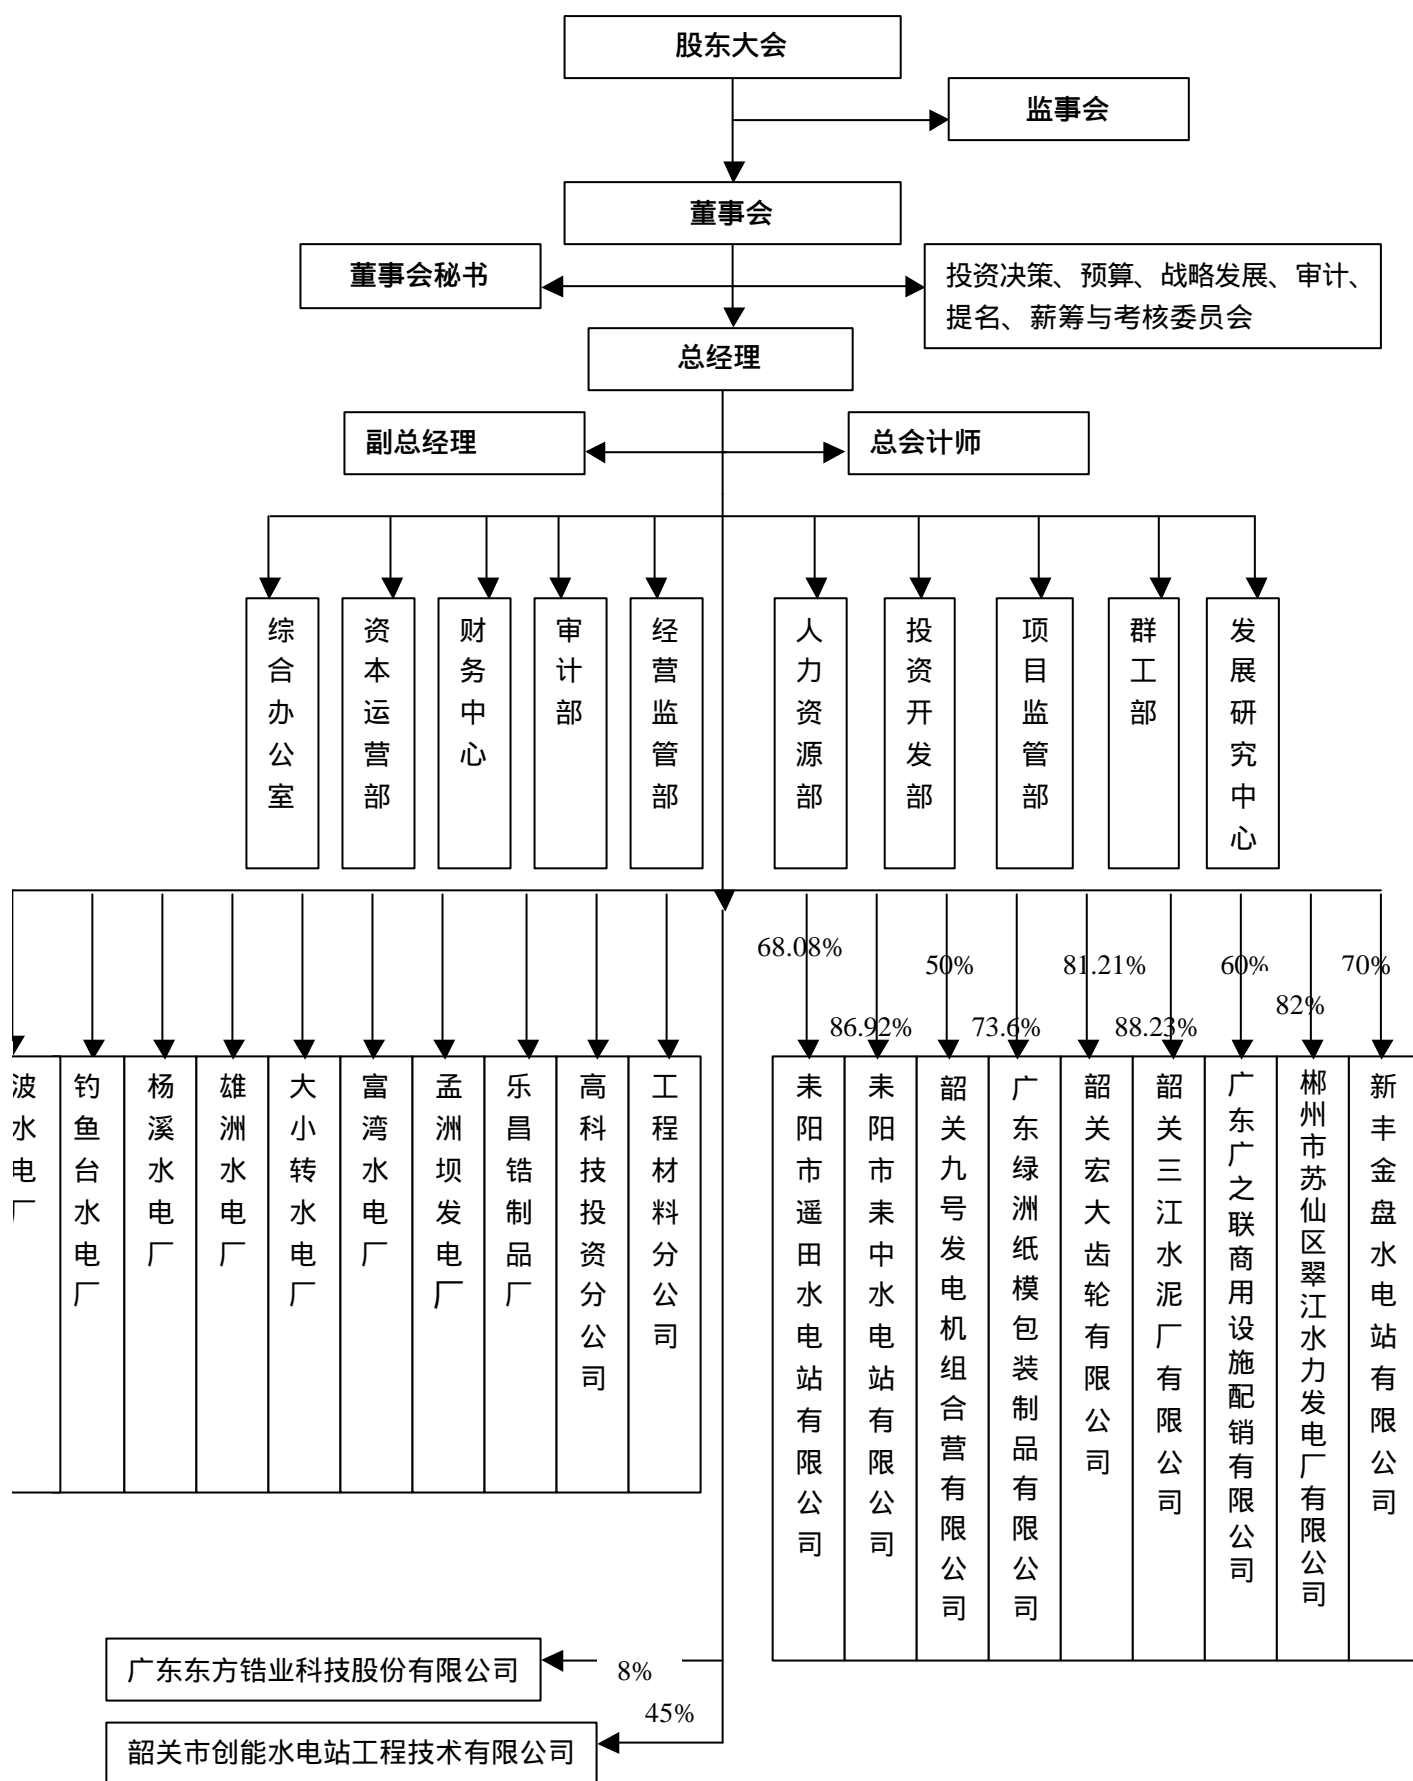 股东大会
监事会
董事会
董事会秘书
投资决策、预算、战略发展、审计、
提名、薪筹与考核委员会
总经理
副总经理
总会计师
综合办公室
资本运营部
财务中心
审计部
经营监管部
人力资源部
投资开发部
项目监管部
群工部
发展研究中心
68.08%
50%
81.21%
60%
70%
82%
86.92%
73.6%
88.23%
波水电厂
钓鱼台水电厂
杨溪水电厂
雄洲水电厂
大小转水电厂
富湾水电厂
孟洲坝发电厂
乐昌锆制品厂
高科技投资分公司
工程材料分公司
耒阳市遥田水电站有限公司
耒阳市耒中水电站有限公司
韶关九号发电机组合营有限公司
广东绿洲纸模包装制品有限公司
韶关宏大齿轮有限公司
韶关三江水泥厂有限公司
广东广之联商用设施配销有限公司
郴州市苏仙区翠江水力发电厂有限公司
新丰金盘水电站有限公司
广东东方锆业科技股份有限公司
8%
45%
韶关市创能水电站工程技术有限公司